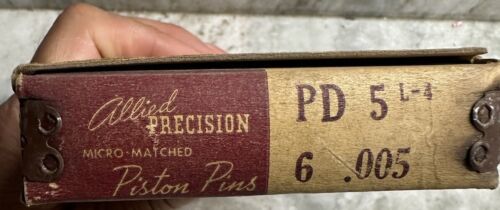 Allied
PRECISION
MICRO-MATCHED
Piston Pins
PD 5 L-4
6 .005